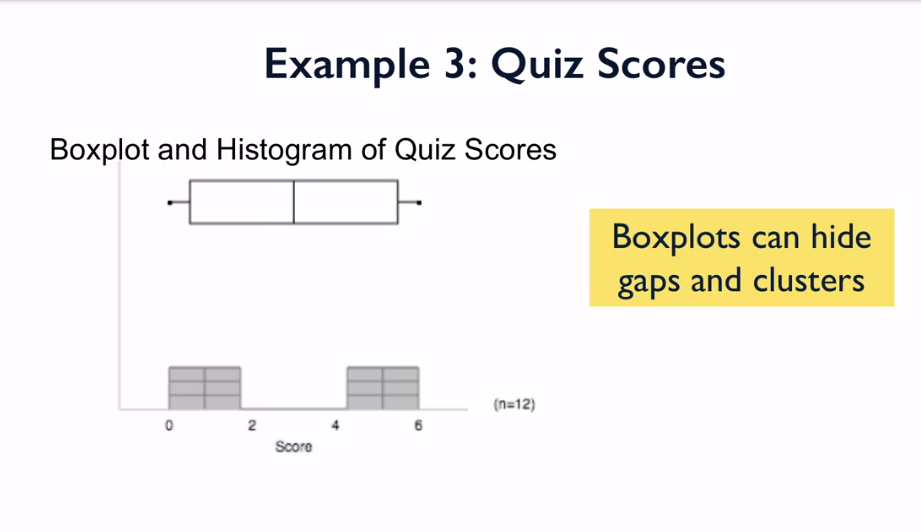 Example 3: Quiz Scores
Boxplot and Histogram of Quiz Scores
Boxplots can hide
gaps and clusters
(n=12)
0 2 4 6
Score